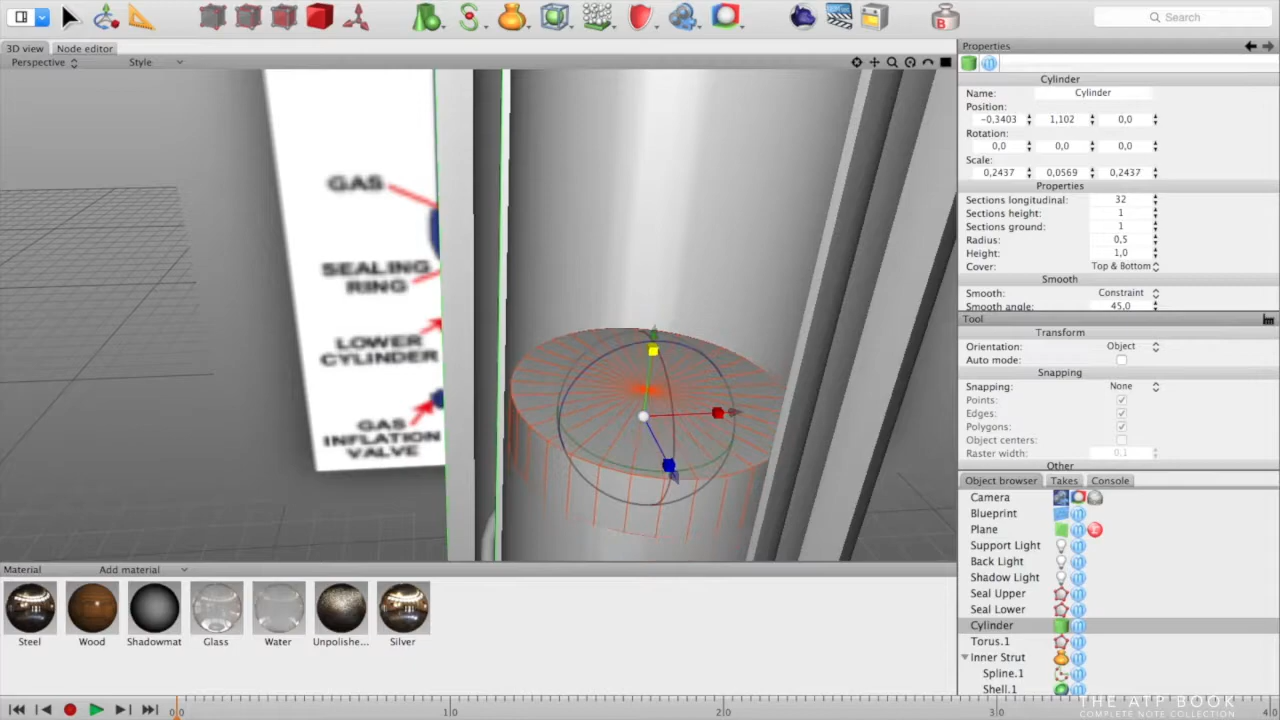 Search
3D view
Node editor
Perspective
Style
GAS
SEALING
RING
LOWER
CYLINDER
GAS
INFLATION
VALVE
Properties
Cylinder
Name: Cylinder
Position:
-0,3403 1,102 0,0
Rotation:
0,0 0,0 0,0
Scale:
0,2437 0,0569 0,2437
Properties
Sections longitudinal: 32
Sections height: 1
Sections ground: 1
Radius: 0,5
Height: 1,0
Cover: Top & Bottom
Smooth
Smooth: Constraint
Smooth angle: 45,0
Tool
Transform
Orientation: Object
Auto mode:
Snapping
Snapping: None
Points:
Edges:
Polygons:
Object centers:
Raster width: 0.1
Other
Object browser Takes Console
Camera
Blueprint
Plane
Support Light
Back Light
Shadow Light
Seal Upper
Seal Lower
Cylinder
Torus.1
Inner Strut
Spline.1
Shell.1
Material
Add material
Steel
Wood
Shadowmat
Glass
Water
Unpolishe...
Silver
0,0 1,0 2,0 3,0 4,0
THE ATP BOOK
COMPLETE NOTE COLLECTION
B